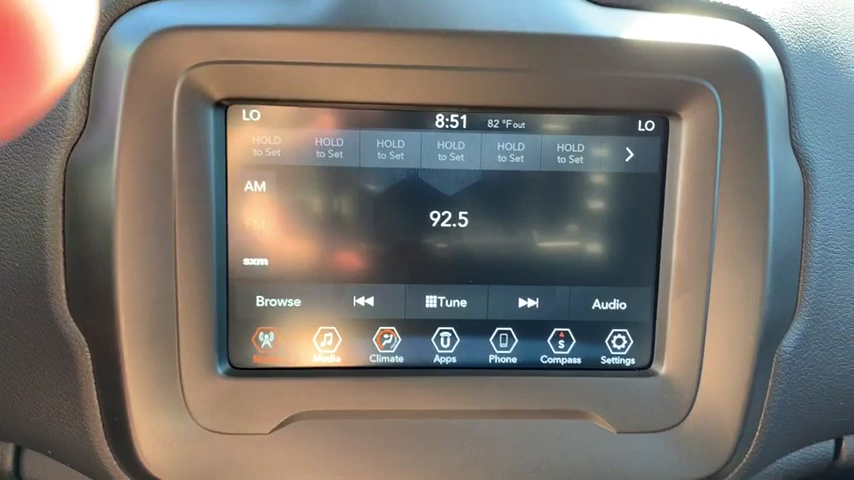 LO 8:51 82 °F out LO
HOLD to Set HOLD to Set HOLD to Set HOLD to Set HOLD to Set HOLD to Set
AM
FM
92.5
sxm
Browse Tune Audio
Media Climate Apps Phone Compass Settings
S